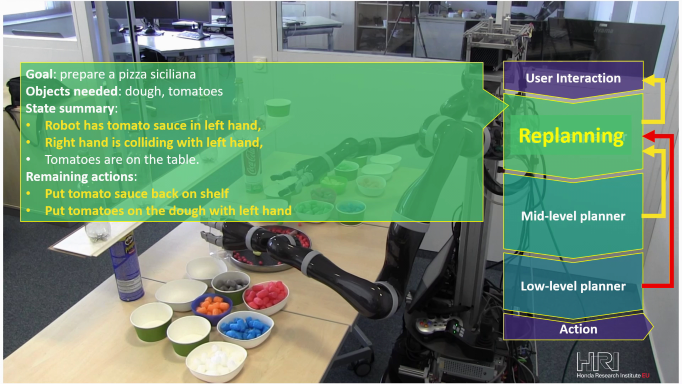 Goal: prepare a pizza siciliana
Objects needed: dough, tomatoes
State summary:
• Robot has tomato sauce in left hand,
• Right hand is colliding with left hand,
• Tomatoes are on the table.
Remaining actions:
• Put tomato sauce back on shelf
• Put tomatoes on the dough with left hand
User Interaction
Replanning
Mid-level planner
Low-level planner
Action
HRI
Honda Research Institute EU